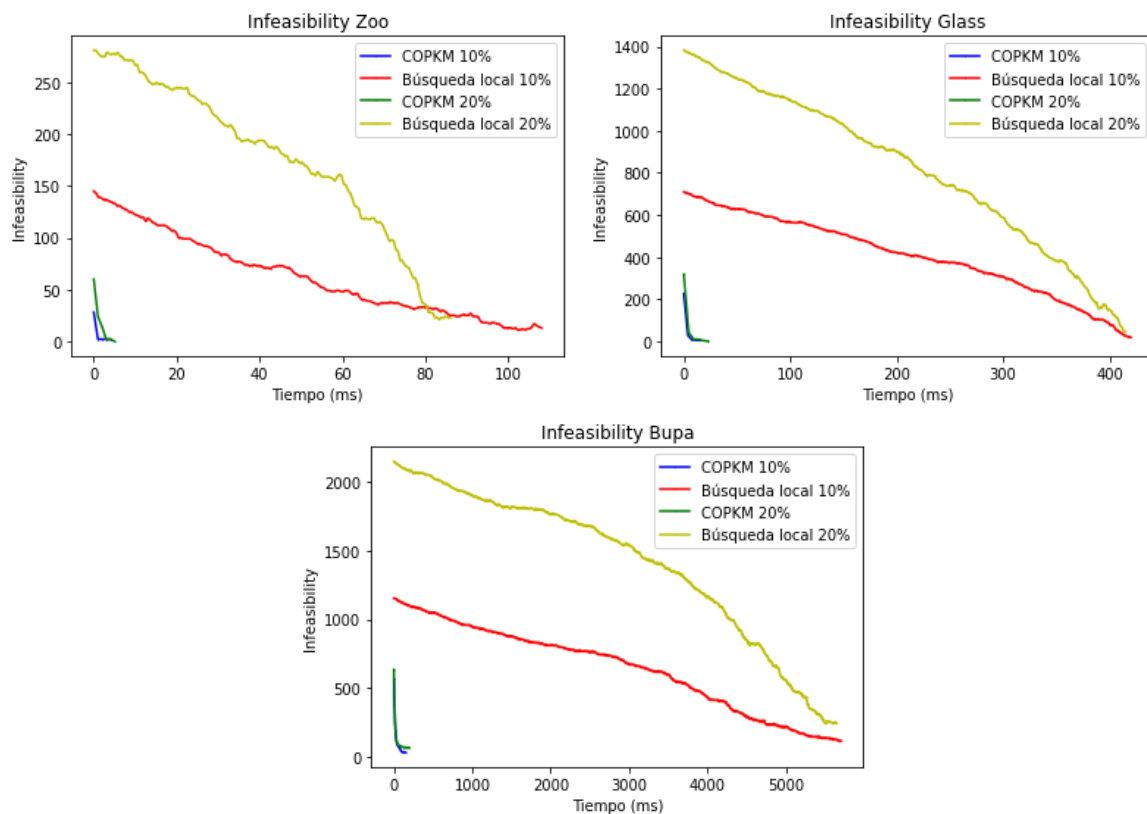 Infeasibility Zoo
COPKM 10%
Búsqueda local 10%
COPKM 20%
Búsqueda local 20%
Infeasibility
250
200
150
100
50
0
0 20 40 60 80 100
Tiempo (ms)
Infeasibility Glass
COPKM 10%
Búsqueda local 10%
COPKM 20%
Búsqueda local 20%
Infeasibility
1400
1200
1000
800
600
400
200
0
0 100 200 300 400
Tiempo (ms)
Infeasibility Bupa
COPKM 10%
Búsqueda local 10%
COPKM 20%
Búsqueda local 20%
Infeasibility
2000
1500
1000
500
0
0 1000 2000 3000 4000 5000
Tiempo (ms)